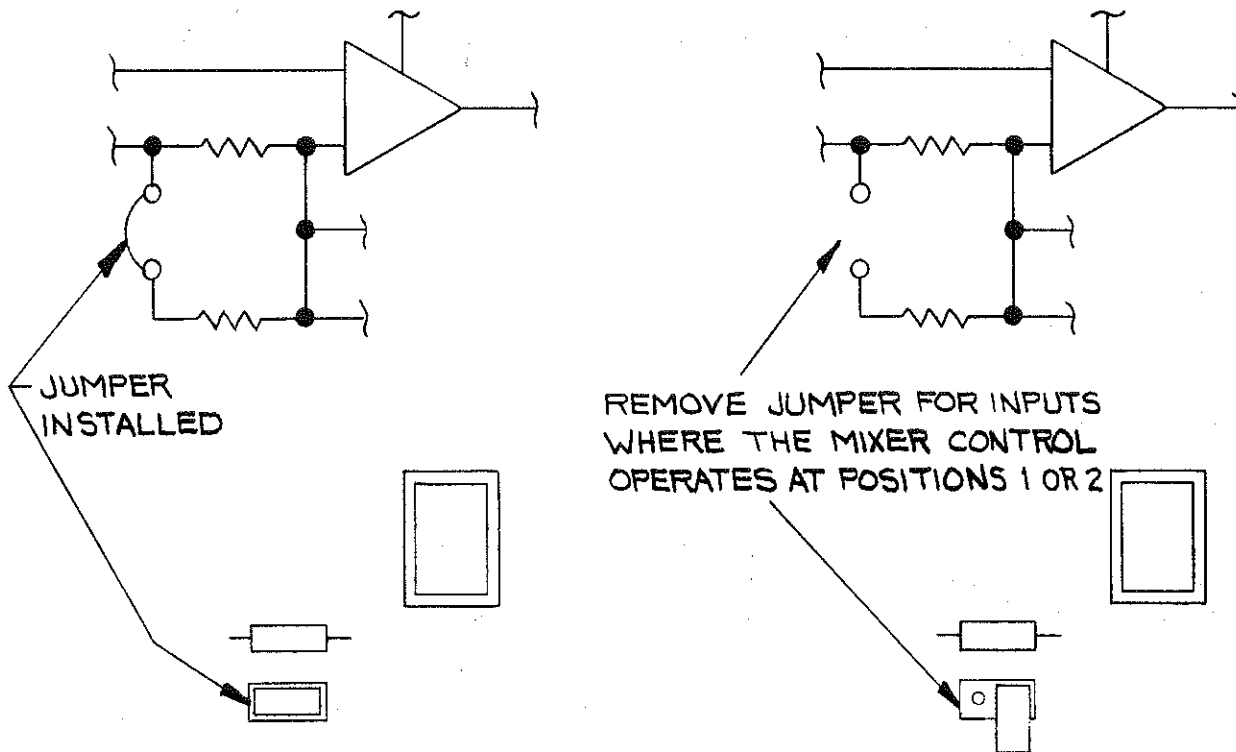 JUMPER
INSTALLED
REMOVE JUMPER FOR INPUTS
WHERE THE MIXER CONTROL
OPERATES AT POSITIONS 1 OR 2